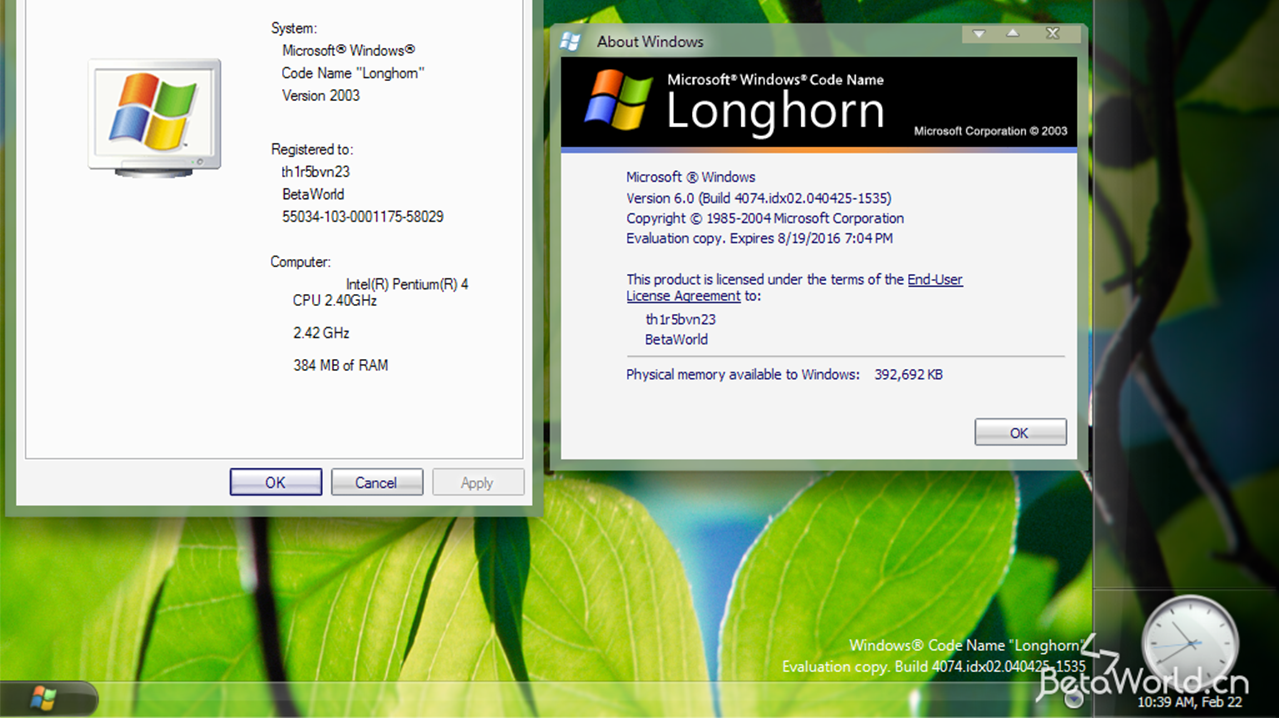 System:
Microsoft® Windows®
Code Name "Longhorn"
Version 2003
Registered to:
th1r5bvn23
BetaWorld
55034-103-0001175-58029
Computer:
Intel(R) Pentium(R) 4
CPU 2.40GHz
2.42 GHz
384 MB of RAM
OK
Cancel
Apply
About Windows
Microsoft® Windows® Code Name
Longhorn
Microsoft Corporation © 2003
Microsoft ® Windows
Version 6.0 (Build 4074.idx02.040425-1535)
Copyright © 1985-2004 Microsoft Corporation
Evaluation copy. Expires 8/19/2016 7:04 PM
This product is licensed under the terms of the End-User
License Agreement to:
th1r5bvn23
BetaWorld
Physical memory available to Windows: 392,692 KB
OK
Windows® Code Name "Longhorn"
Evaluation copy. Build 4074.idx02.040425-1535
BetaWorld.cn
10:39 AM, Feb 22